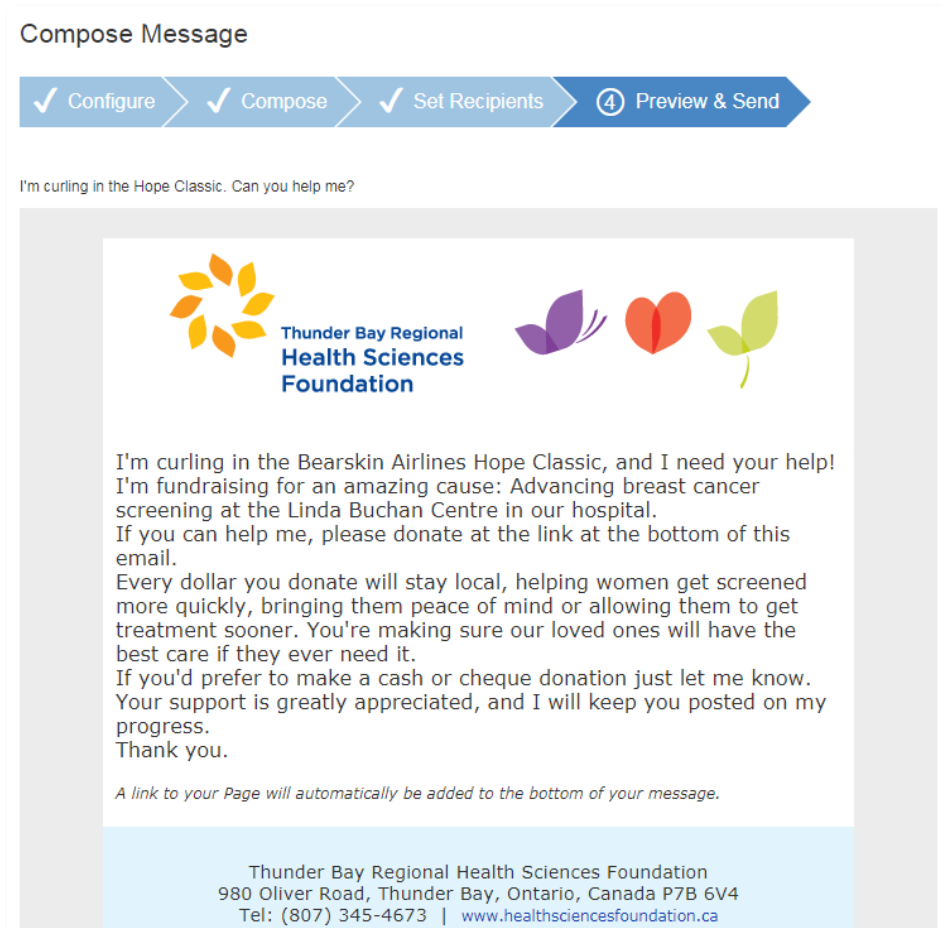 Compose Message
Configure
Compose
Set Recipients
4 Preview & Send
I'm curling in the Hope Classic. Can you help me?
Thunder Bay Regional
Health Sciences
Foundation
I'm curling in the Bearskin Airlines Hope Classic, and I need your help!
I'm fundraising for an amazing cause: Advancing breast cancer
screening at the Linda Buchan Centre in our hospital.
If you can help me, please donate at the link at the bottom of this
email.
Every dollar you donate will stay local, helping women get screened
more quickly, bringing them peace of mind or allowing them to get
treatment sooner. You're making sure our loved ones will have the
best care if they ever need it.
If you'd prefer to make a cash or cheque donation just let me know.
Your support is greatly appreciated, and I will keep you posted on my
progress.
Thank you.
A link to your Page will automatically be added to the bottom of your message.
Thunder Bay Regional Health Sciences Foundation
980 Oliver Road, Thunder Bay, Ontario, Canada P7B 6V4
Tel: (807) 345-4673 | www.healthsciencesfoundation.ca